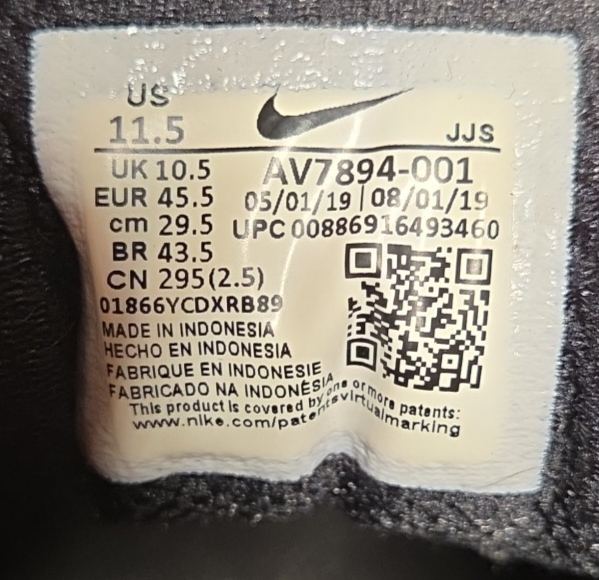 US
11.5
JJS
UK 10.5
AV7894-001
EUR 45.5
05/01/19 | 08/01/19
cm 29.5
UPC 00886916493460
BR 43.5
CN 295(2.5)
01866YCDXRB89
MADE IN INDONESIA
HECHO EN INDONESIA
FABRIQUE EN INDONESIE
FABRICADO NA INDONÉSIA
This product is covered by one or more patents:
www.nike.com/patentsvirtualmarking